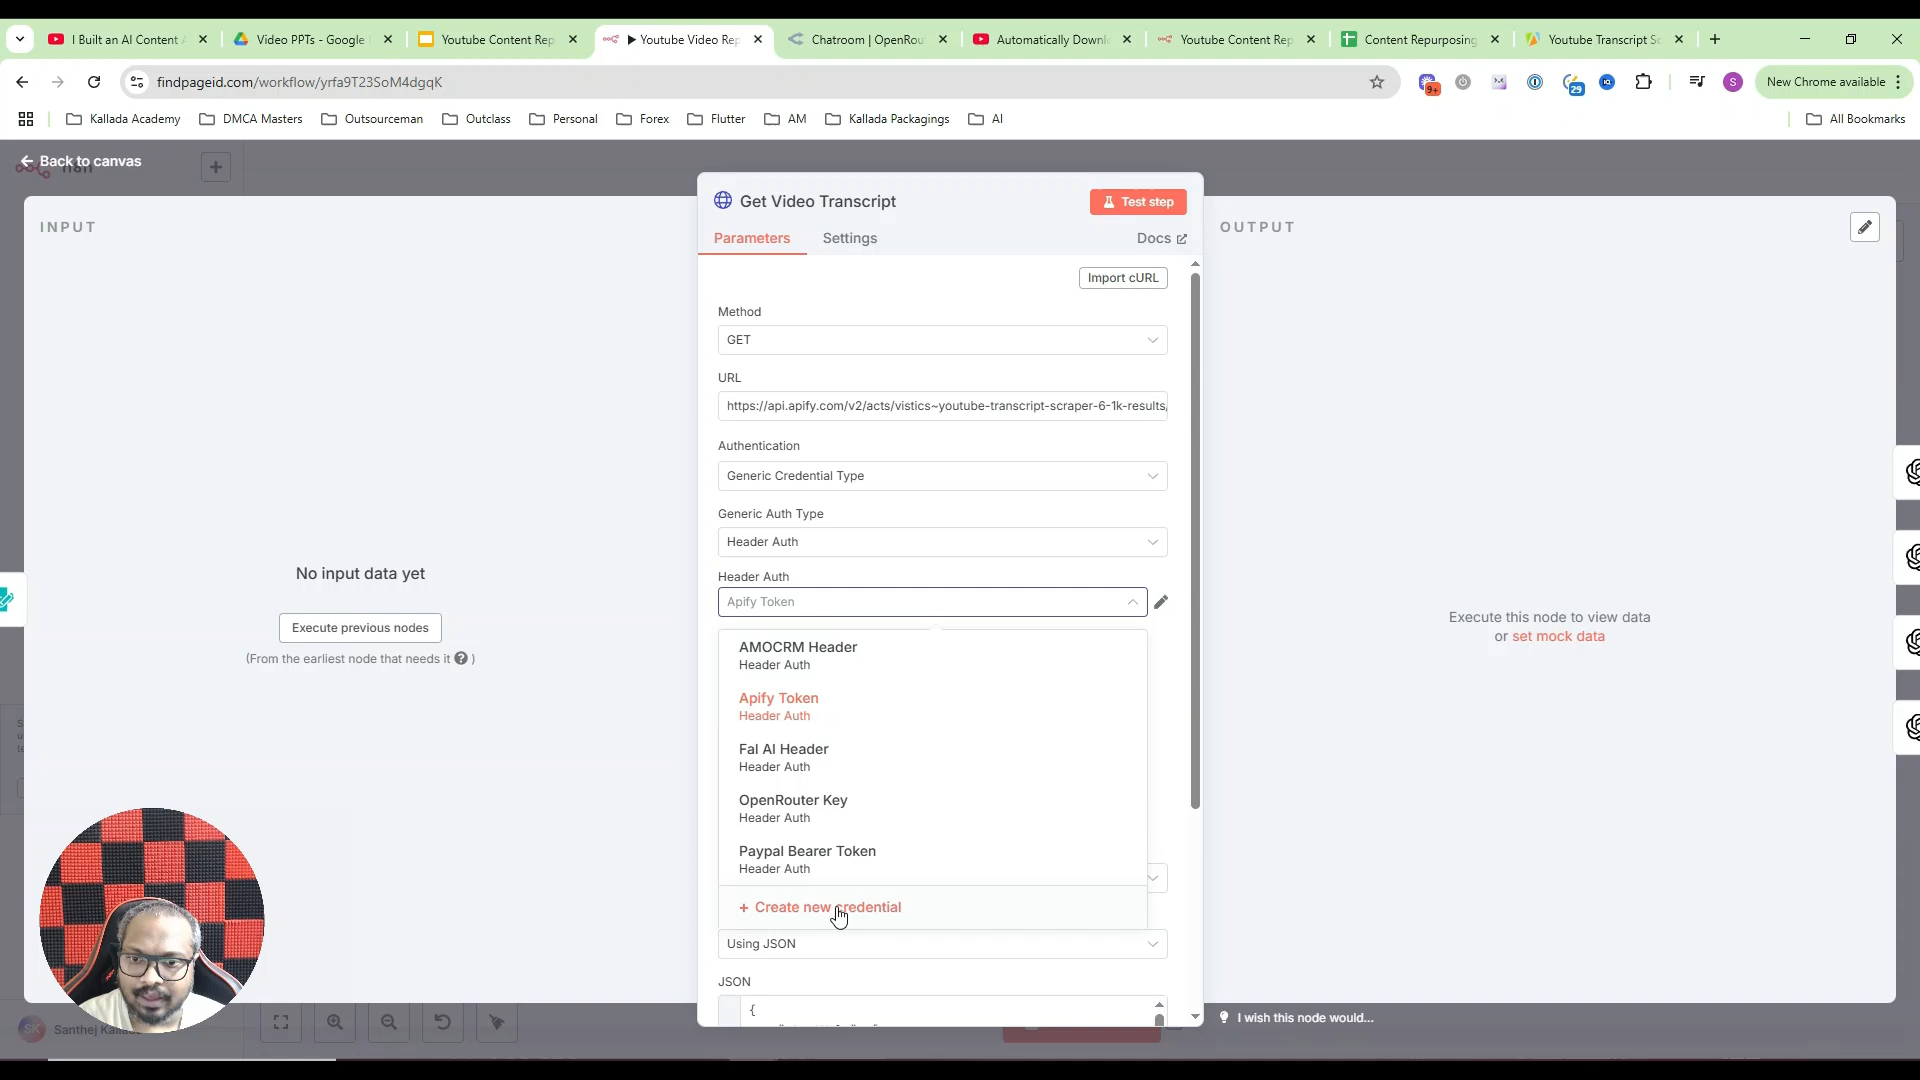 I Built an AI Content
Video PPTs - Google
Youtube Content Rep
Youtube Video Rep
Chatroom | OpenRou
Automatically Downl
Youtube Content Rep
Content Repurposing
Youtube Transcript Sc
findpageid.com/workflow/yrfa9T23SoM4dgqK
9+
29
S
New Chrome available
Kallada Academy
DMCA Masters
Outsourceman
Outclass
Personal
Forex
Flutter
AM
Kallada Packagings
AI
All Bookmarks
Back to canvas
n8n
INPUT
Get Video Transcript
Test step
OUTPUT
Parameters
Settings
Docs
Import cURL
Method
GET
URL
https://api.apify.com/v2/acts/vistics~youtube-transcript-scraper-6-1k-results/
Authentication
Generic Credential Type
Generic Auth Type
Header Auth
Header Auth
Apify Token
AMOCRM Header
Header Auth
Apify Token
Header Auth
Fal AI Header
Header Auth
OpenRouter Key
Header Auth
Paypal Bearer Token
Header Auth
+ Create new credential
Using JSON
JSON
{
No input data yet
Execute previous nodes
(From the earliest node that needs it ? )
Execute this node to view data
or set mock data
SK
Santhej Kallada
I wish this node would...